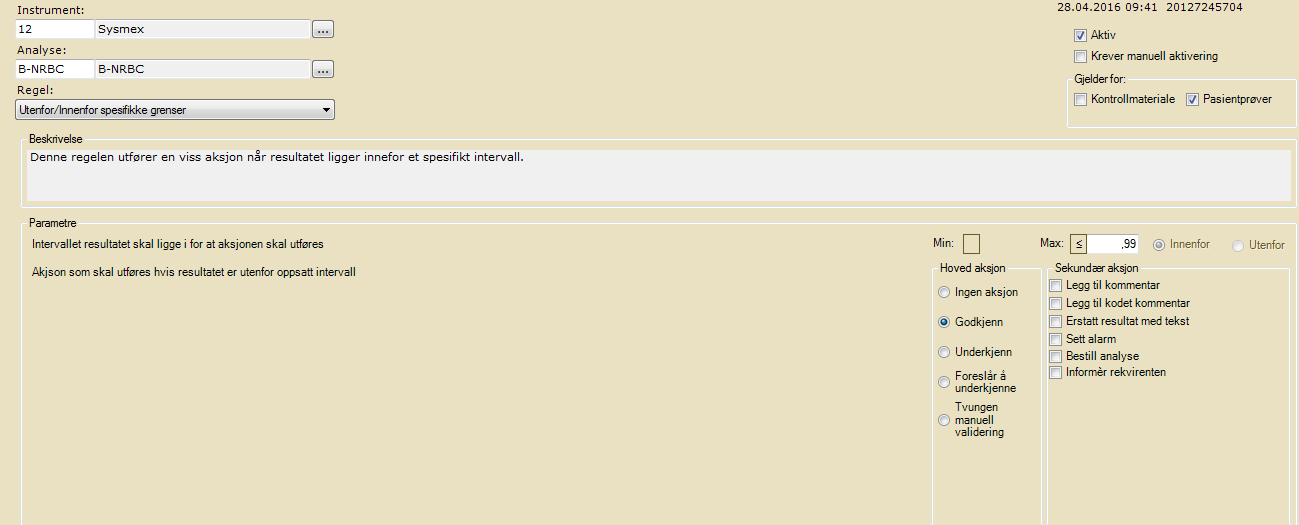 Instrument:
28.04.2016 09:41 20127245704
12 Sysmex ...
Aktiv
Analyse:
Krever manuell aktivering
B-NRBC B-NRBC ...
Gjelder for:
Regel:
Kontrollmateriale Pasientprøver
Utenfor/Innenfor spesifikke grenser
Beskrivelse
Denne regelen utfører en viss aksjon når resultatet ligger innefor et spesifikt intervall.
Parametre
Intervallet resultatet skal ligge i for at aksjonen skal utføres
Min: Max: ≤ ,99 Innenfor Utenfor
Akjson som skal utføres hvis resultatet er utenfor oppsatt intervall
Hoved aksjon
Ingen aksjon
Godkjenn
Underkjenn
Foreslår å
underkjenne
Tvungen
manuell
validering
Sekundær aksjon
Legg til kommentar
Legg til kodet kommentar
Erstatt resultat med tekst
Sett alarm
Bestill analyse
Informèr rekvirenten